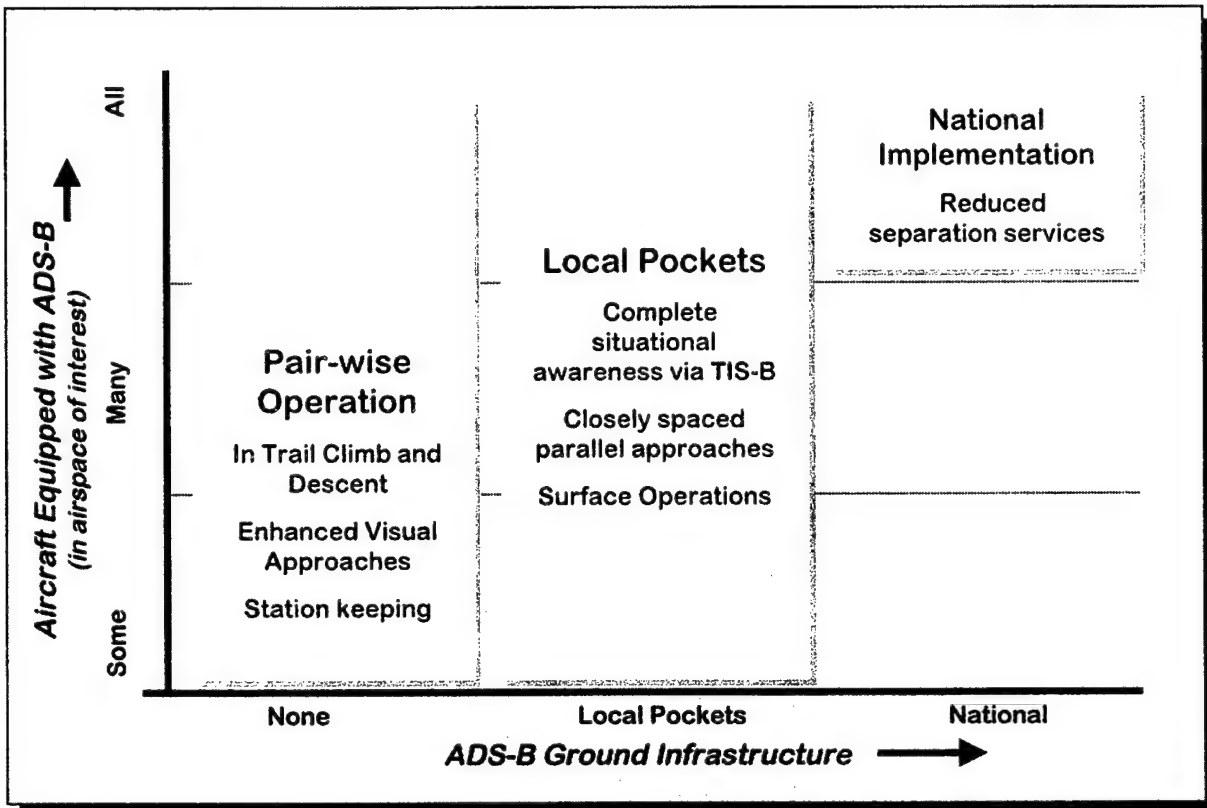 All
Many
Some
Aircraft Equipped with ADS-B
(in airspace of interest)
Pair-wise
Operation
In Trail Climb and
Descent
Enhanced Visual
Approaches
Station keeping
Local Pockets
Complete
situational
awareness via TIS-B
Closely spaced
parallel approaches
Surface Operations
National
Implementation
Reduced
separation services
None
Local Pockets
National
ADS-B Ground Infrastructure